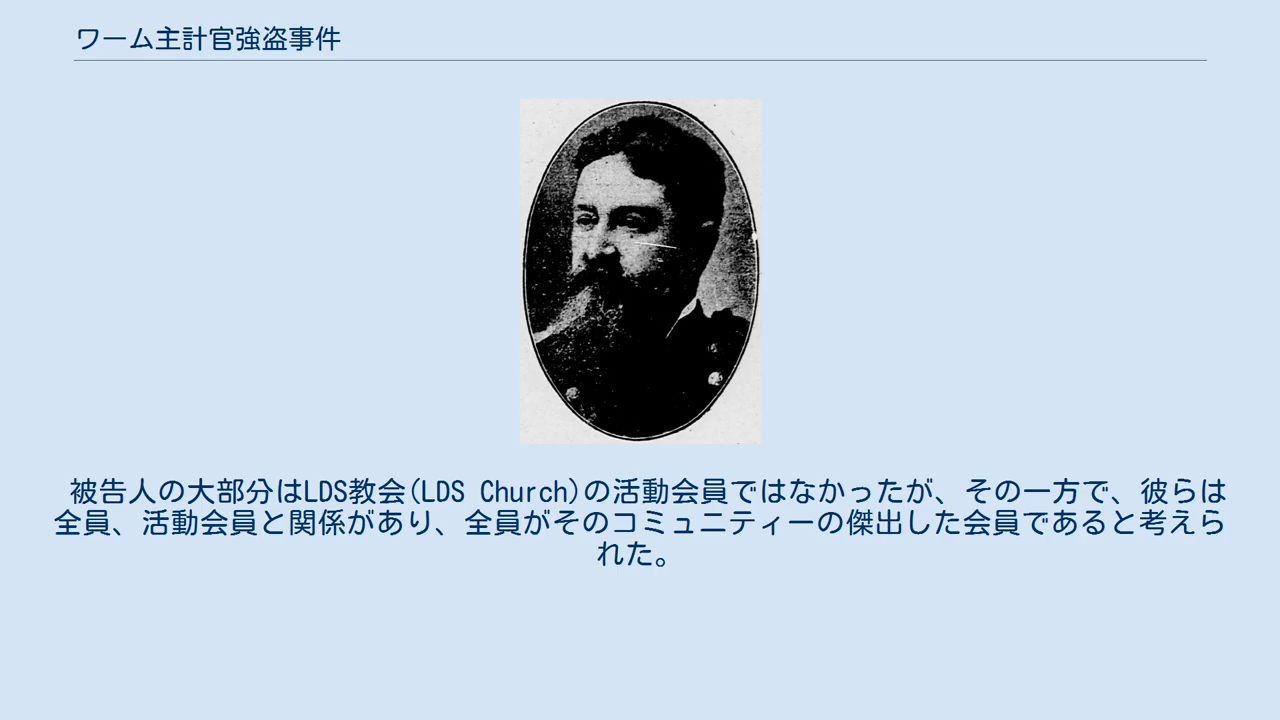 ワーム主計官強盗事件
被告人の大部分はLDS教会(LDS Church)の活動会員ではなかったが、その一方で、彼らは
全員、活動会員と関係があり、全員がそのコミュニティーの傑出した会員であると考えら
れた。